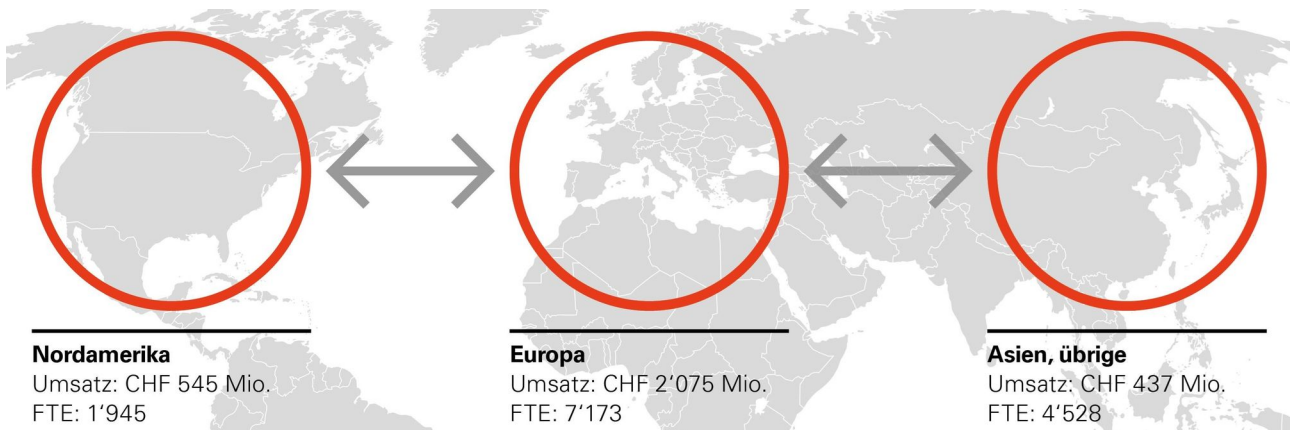 Nordamerika
Umsatz: CHF 545 Mio.
FTE: 1‘945
Europa
Umsatz: CHF 2‘075 Mio.
FTE: 7‘173
Asien, übrige
Umsatz: CHF 437 Mio.
FTE: 4‘528